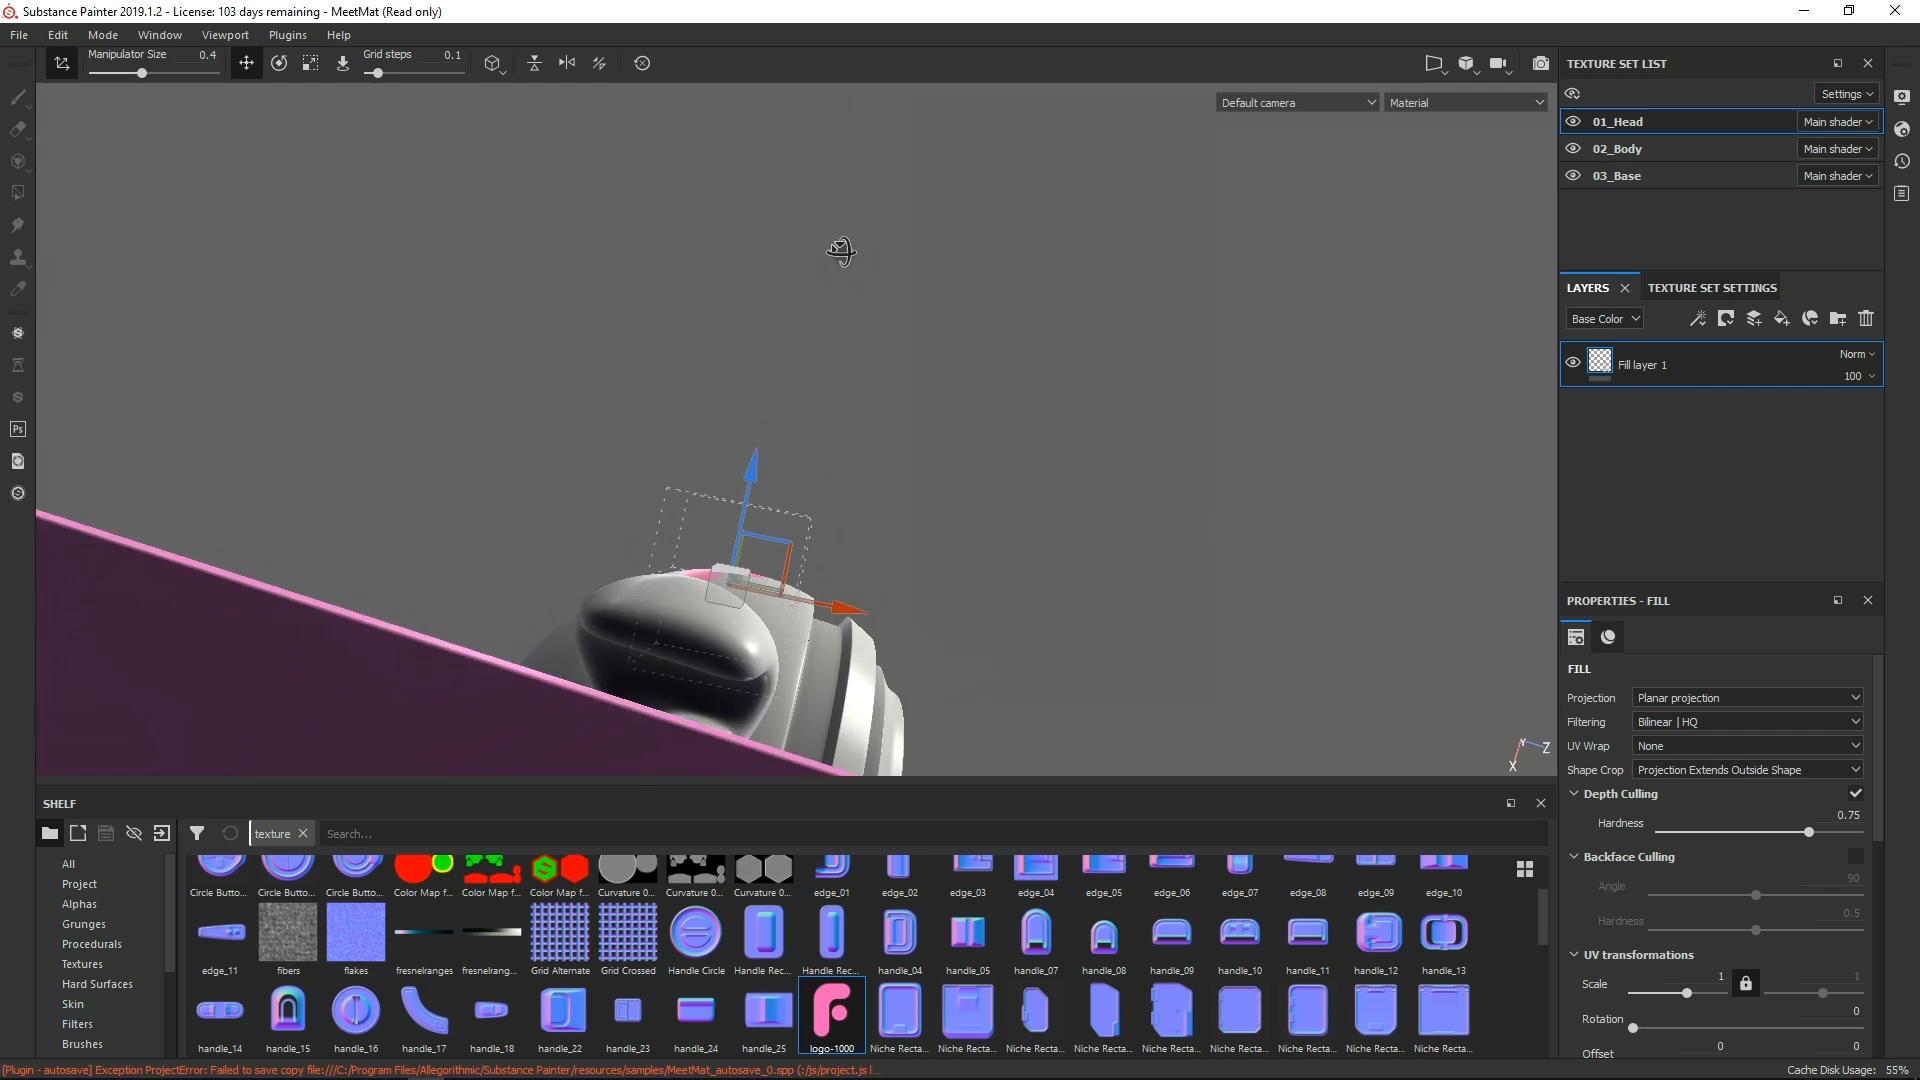 Substance Painter 2019.1.2 - License: 103 days remaining - MeetMat (Read only)
File Edit Mode Window Viewport Plugins Help
Manipulator Size 0.4 Grid steps 0.1
Default camera Material
TEXTURE SET LIST
Settings
01_Head Main shader
02_Body Main shader
03_Base Main shader
LAYERS TEXTURE SET SETTINGS
Base Color
Fill layer 1 Norm
100
Ps
Y
Z
X
PROPERTIES - FILL
FILL
Projection Planar projection
Filtering Bilinear | HQ
UV Wrap None
Shape Crop Projection Extends Outside Shape
Depth Culling
0.75
Hardness
Backface Culling
90
Angle
0.5
Hardness
UV transformations
Scale 1 1
Rotation 0
Offset 0 0
SHELF
texture Search...
All
Project
Alphas
Grunges
Procedurals
Textures
Hard Surfaces
Skin
Filters
Brushes
Circle Butto... Circle Butto... Circle Butto... Color Map f... Color Map f... Color Map f... Curvature 0... Curvature 0... Curvature 0... edge_01 edge_02 edge_03 edge_04 edge_05 edge_06 edge_07 edge_08 edge_09 edge_10
edge_11 fibers flakes fresnelranges fresnelrang... Grid Alternate Grid Crossed Handle Circle Handle Rec... Handle Rec... handle_04 handle_05 handle_07 handle_08 handle_09 handle_10 handle_11 handle_12 handle_13
handle_14 handle_15 handle_16 handle_17 handle_18 handle_22 handle_23 handle_24 handle_25 logo-1000 Niche Recta... Niche Recta... Niche Recta... Niche Recta... Niche Recta... Niche Recta... Niche Recta... Niche Recta... Niche Recta...
[Plugin - autosave] Exception ProjectError: Failed to save copy file:///C:/Program Files/Allegorithmic/Substance Painter/resources/samples/MeetMat_autosave_0.spp (:/js/project.js l...
Cache Disk Usage: 55%